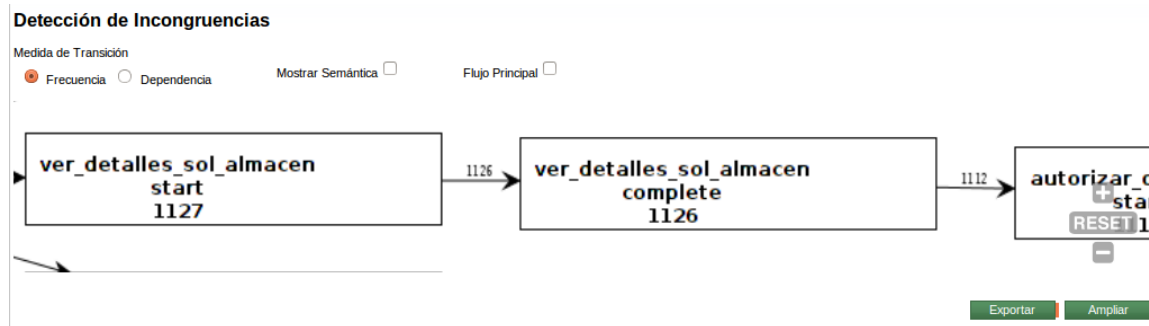 Detección de Incongruencias
Medida de Transición
Frecuencia Dependencia Mostrar Semántica Flujo Principal
ver_detalles_sol_almacen
start
1127
1126
ver_detalles_sol_almacen
complete
1126
1112
RESET
Exportar Ampliar